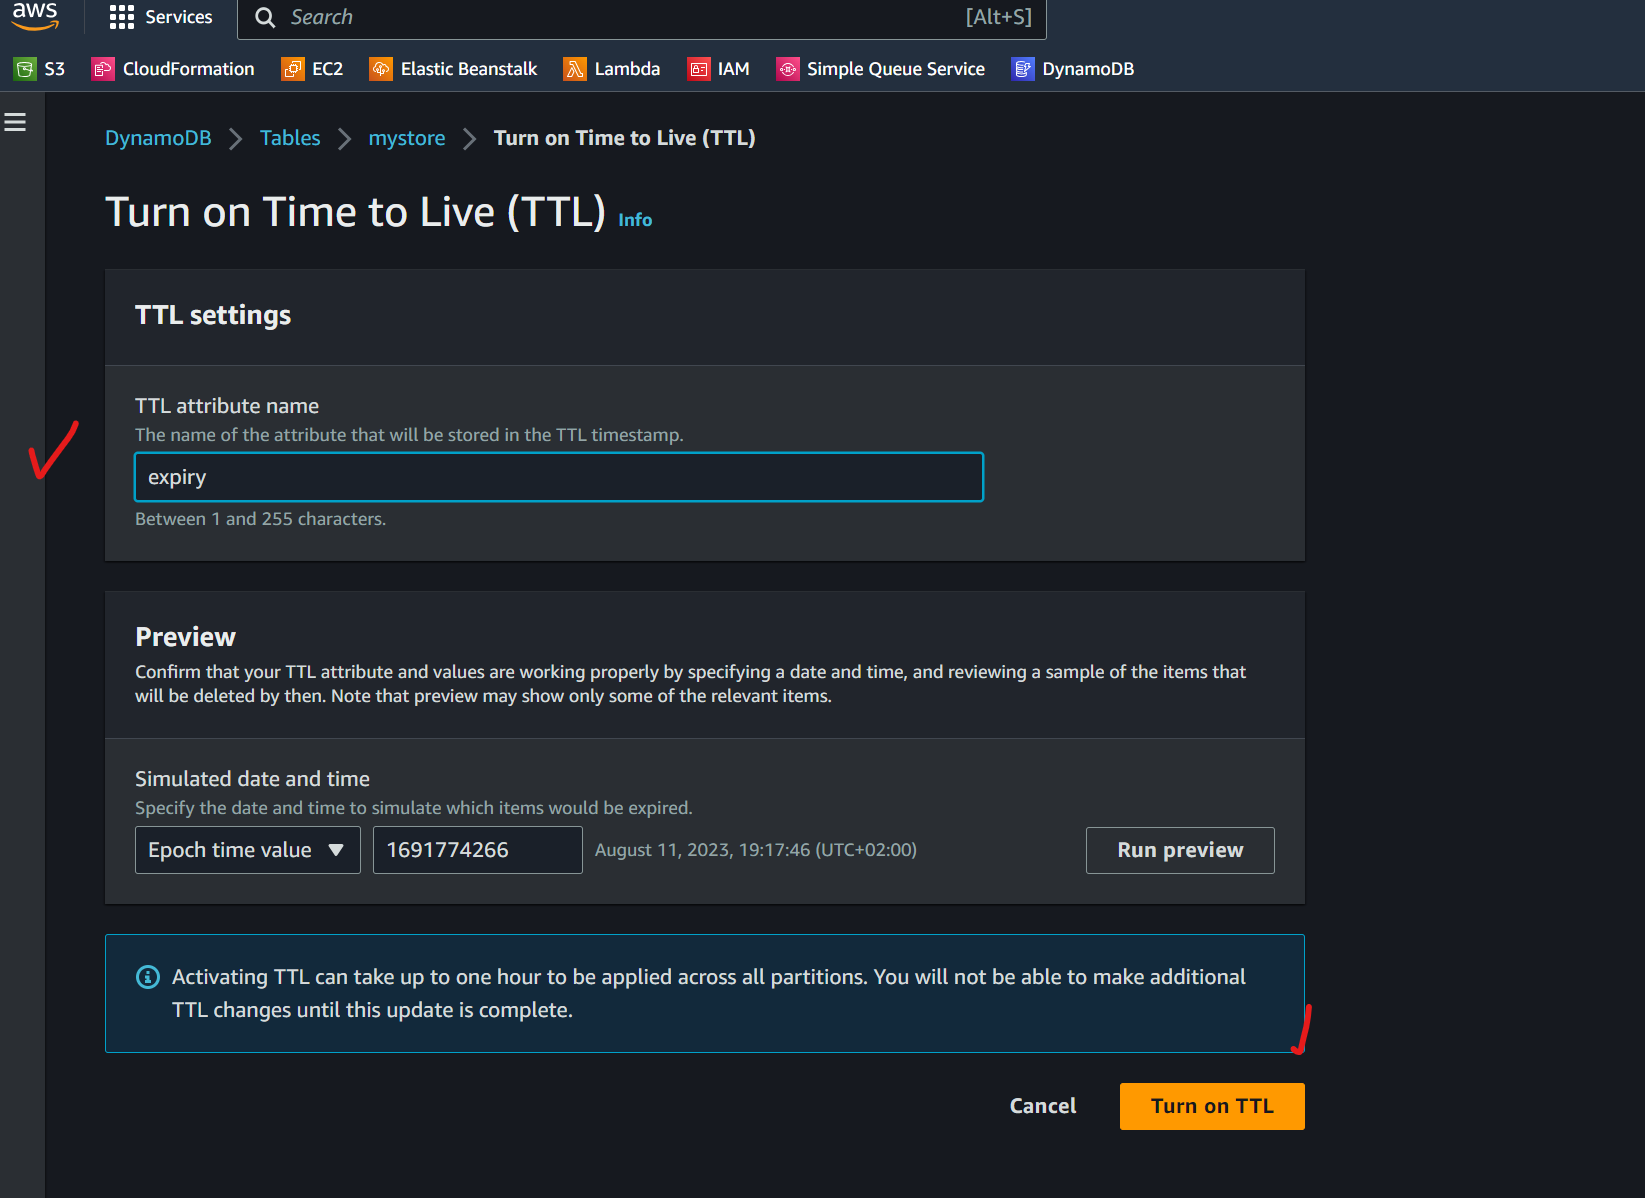 aws
Services
Search
[Alt+S]
S3
CloudFormation
EC2
Elastic Beanstalk
Lambda
IAM
Simple Queue Service
DynamoDB
DynamoDB
Tables
mystore
Turn on Time to Live (TTL)
Turn on Time to Live (TTL) Info
TTL settings
TTL attribute name
The name of the attribute that will be stored in the TTL timestamp.
expiry
Between 1 and 255 characters.
Preview
Confirm that your TTL attribute and values are working properly by specifying a date and time, and reviewing a sample of the items that
will be deleted by then. Note that preview may show only some of the relevant items.
Simulated date and time
Specify the date and time to simulate which items would be expired.
Epoch time value
1691774266
August 11, 2023, 19:17:46 (UTC+02:00)
Run preview
Activating TTL can take up to one hour to be applied across all partitions. You will not be able to make additional
TTL changes until this update is complete.
Cancel
Turn on TTL